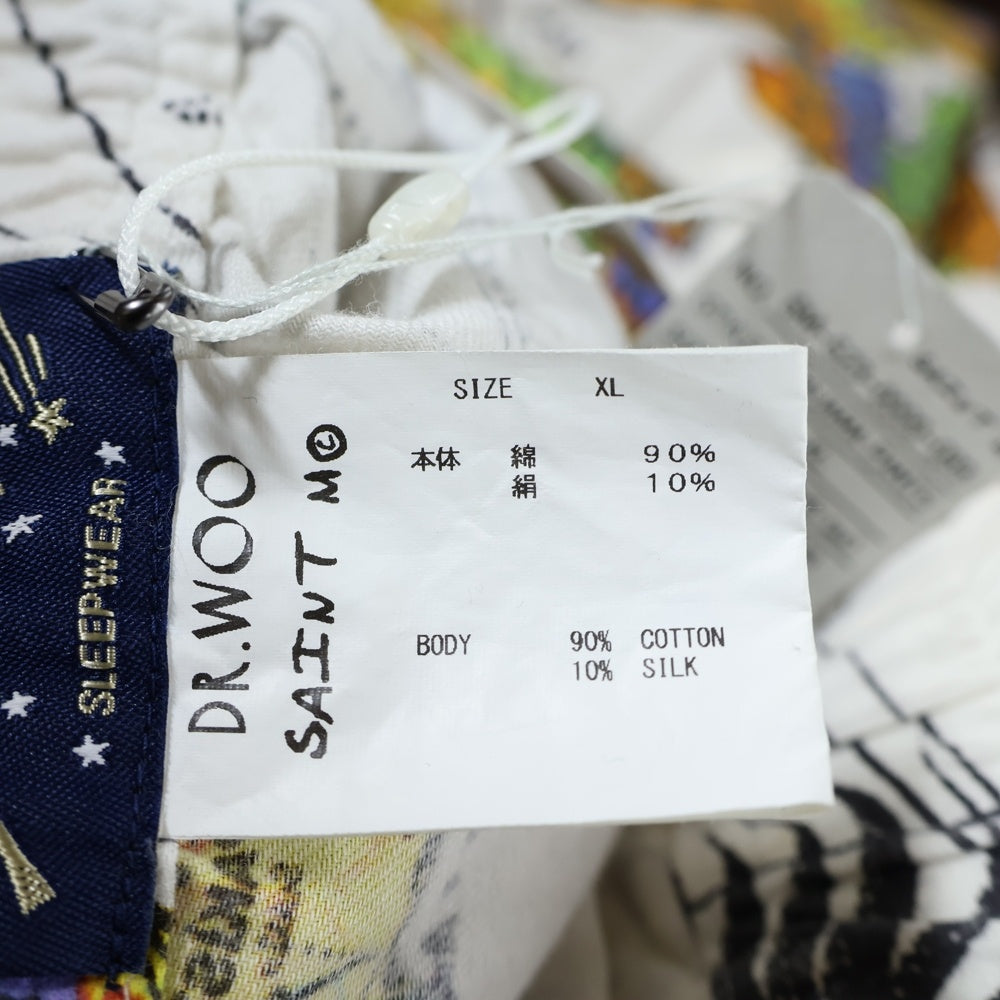 SIZE XL
本体 綿 90%
絹 10%
BODY 90% COTTON
10% SILK
DR.WOO
SAINT M©
SLEEPWEAR